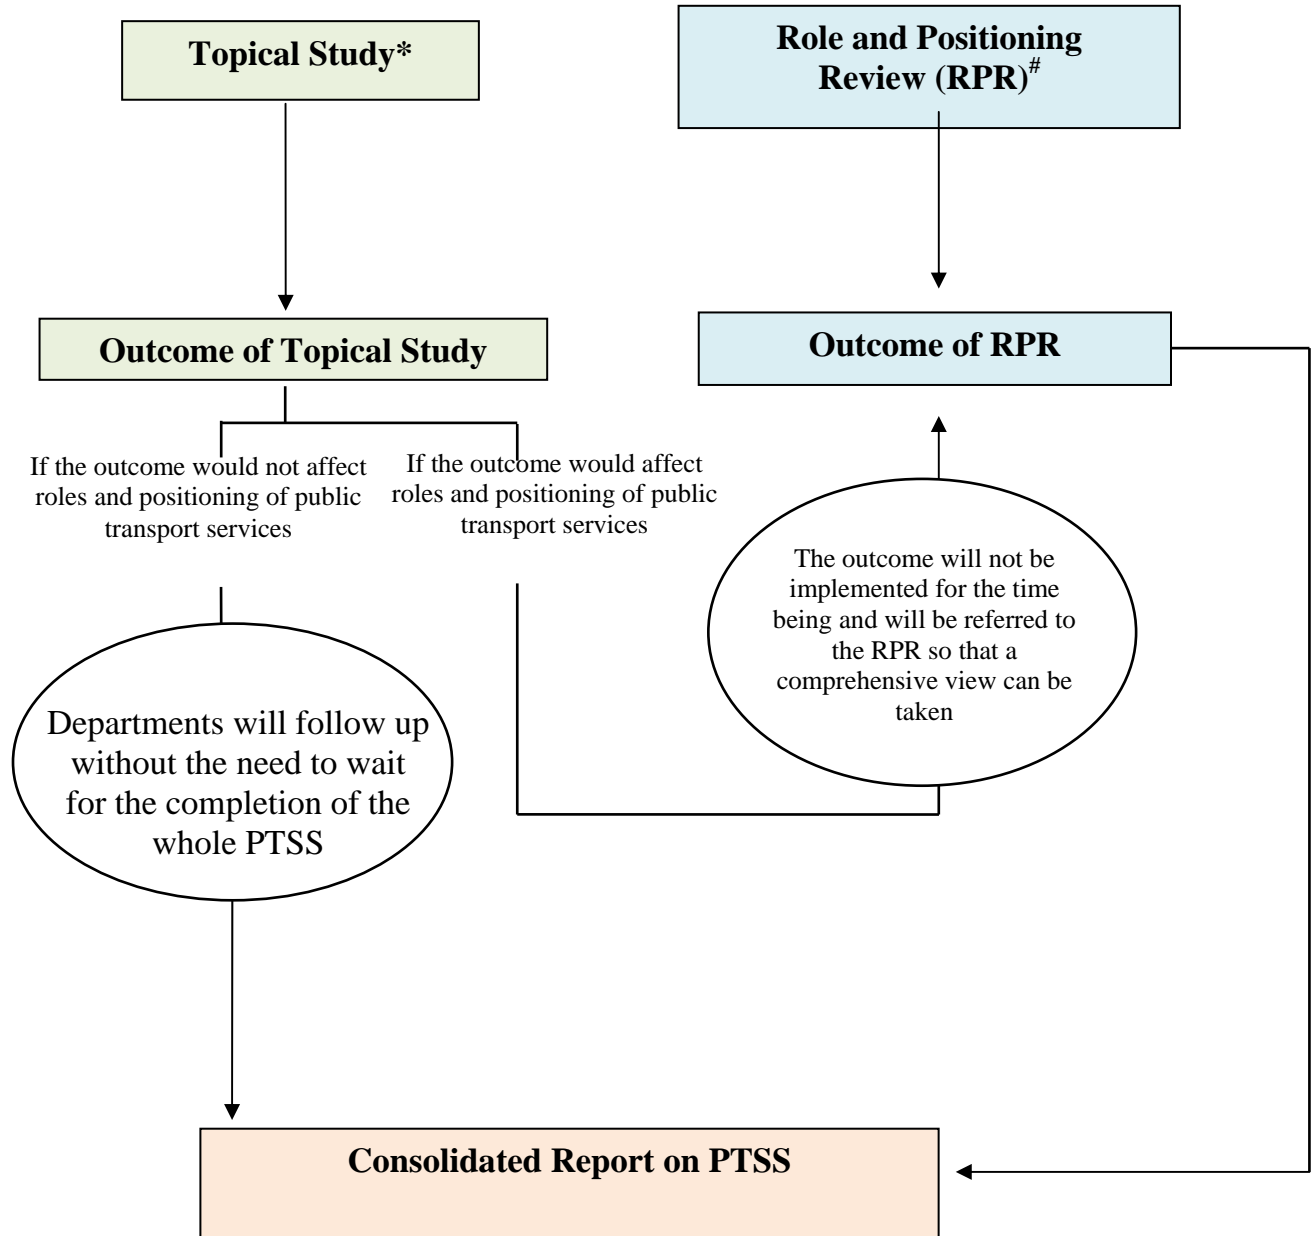 Topical Study*
Role and Positioning
Review (RPR)#
Outcome of Topical Study
Outcome of RPR
If the outcome would not affect
roles and positioning of public
transport services
If the outcome would affect
roles and positioning of public
transport services
The outcome will not be
implemented for the time
being and will be referred to
the RPR so that a
comprehensive view can be
taken
Departments will follow up
without the need to wait
for the completion of the
whole PTSS
Consolidated Report on PTSS